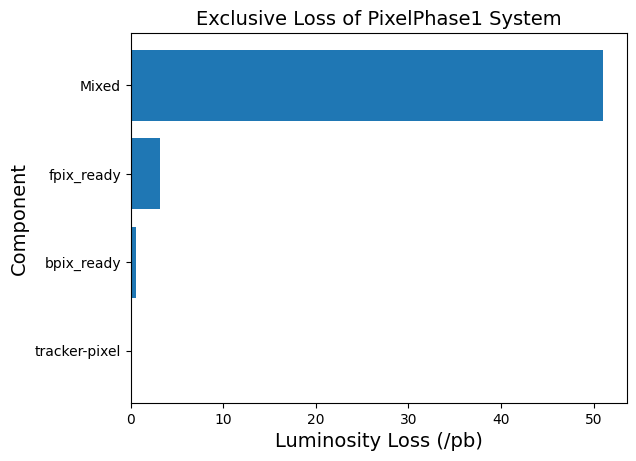 Exclusive Loss of PixelPhase1 System
Component
Mixed
fpix_ready
bpix_ready
tracker-pixel
0 10 20 30 40 50
Luminosity Loss (/pb)